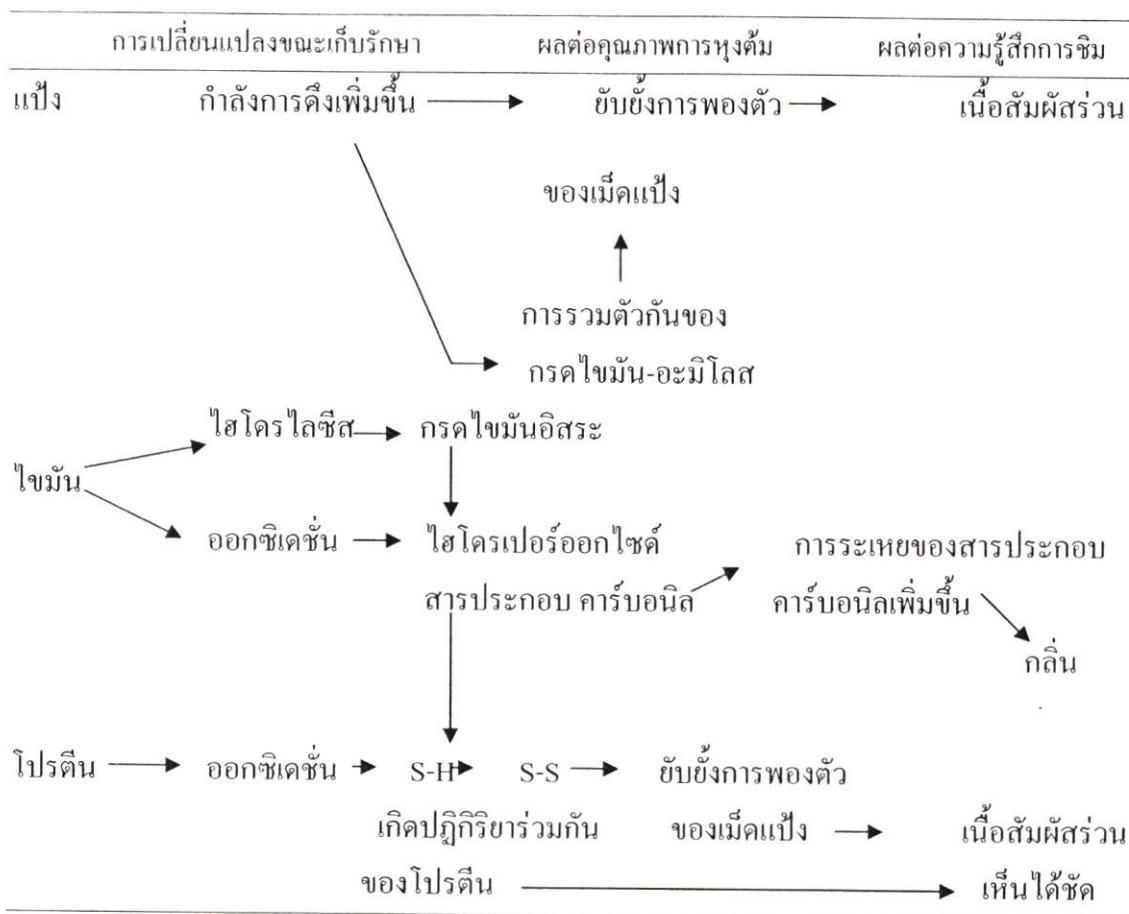 การเปลี่ยนแปลงขณะเก็บรักษา ผลต่อคุณภาพการหุงต้ม ผลต่อความรู้สึกการชิม
แป้ง กำลังการดึงเพิ่มขึ้น ยับยั้งการพองตัว เนื้อสัมผัสร่วน
ของเม็ดแป้ง
การรวมตัวกันของ
กรดไขมัน-อะมิโลส
ไฮโดรไลซีส กรดไขมันอิสระ
ไขมัน
ออกซิเดชั่น ไฮโดรเปอร์ออกไซด์ การระเหยของสารประกอบ
สารประกอบ คาร์บอนิล คาร์บอนิลเพิ่มขึ้น
กลิ่น
โปรตีน ออกซิเดชั่น S-H S-S ยับยั้งการพองตัว
เกิดปฏิกิริยาร่วมกัน ของเม็ดแป้ง เนื้อสัมผัสร่วน
ของโปรตีน เห็นได้ชัด